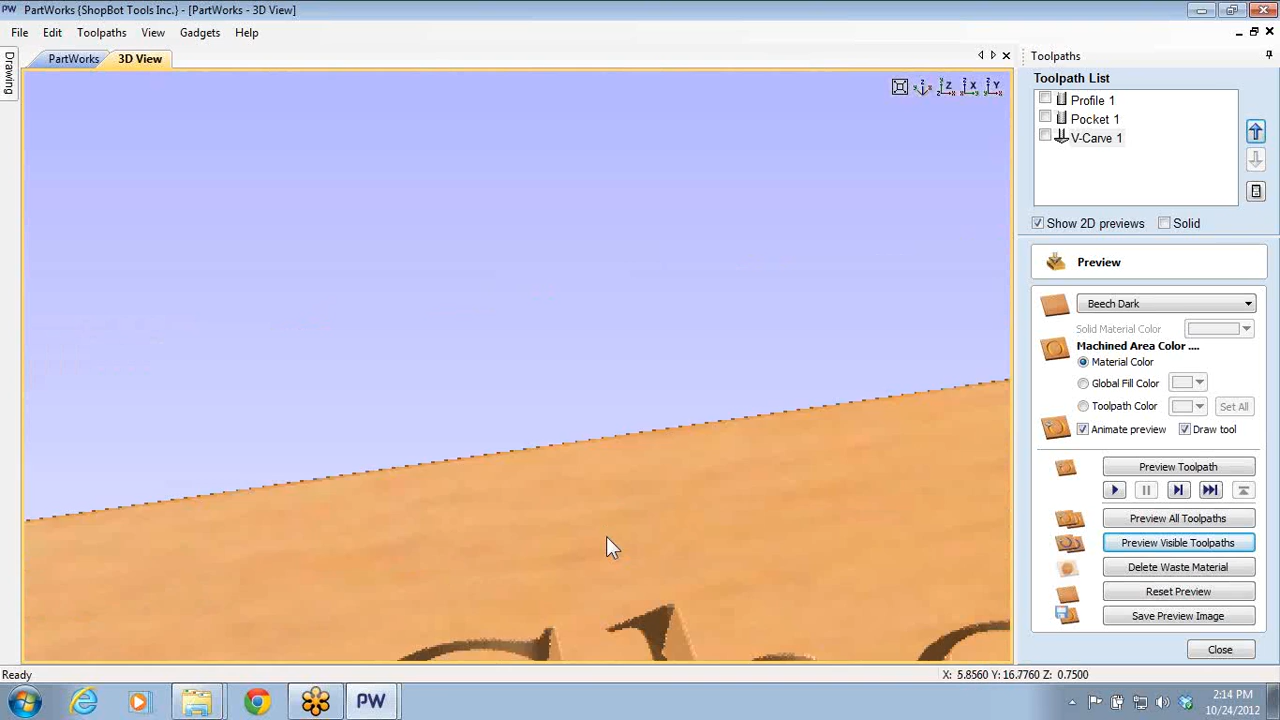 PW PartWorks {ShopBot Tools Inc.} - [PartWorks - 3D View]
File Edit Toolpaths View Gadgets Help
Drawing
PartWorks 3D View
Z X Y
Toolpaths
Toolpath List
Profile 1
Pocket 1
V-Carve 1
Show 2D previews Solid
Preview
Beech Dark
Solid Material Color
Machined Area Color ....
Material Color
Global Fill Color
Toolpath Color Set All
Animate preview Draw tool
Preview Toolpath
Preview All Toolpaths
Preview Visible Toolpaths
Delete Waste Material
Reset Preview
Save Preview Image
Close
Ready X: 5.8560 Y:16.7760 Z: 0.7500
PW
2:14 PM
10/24/2012